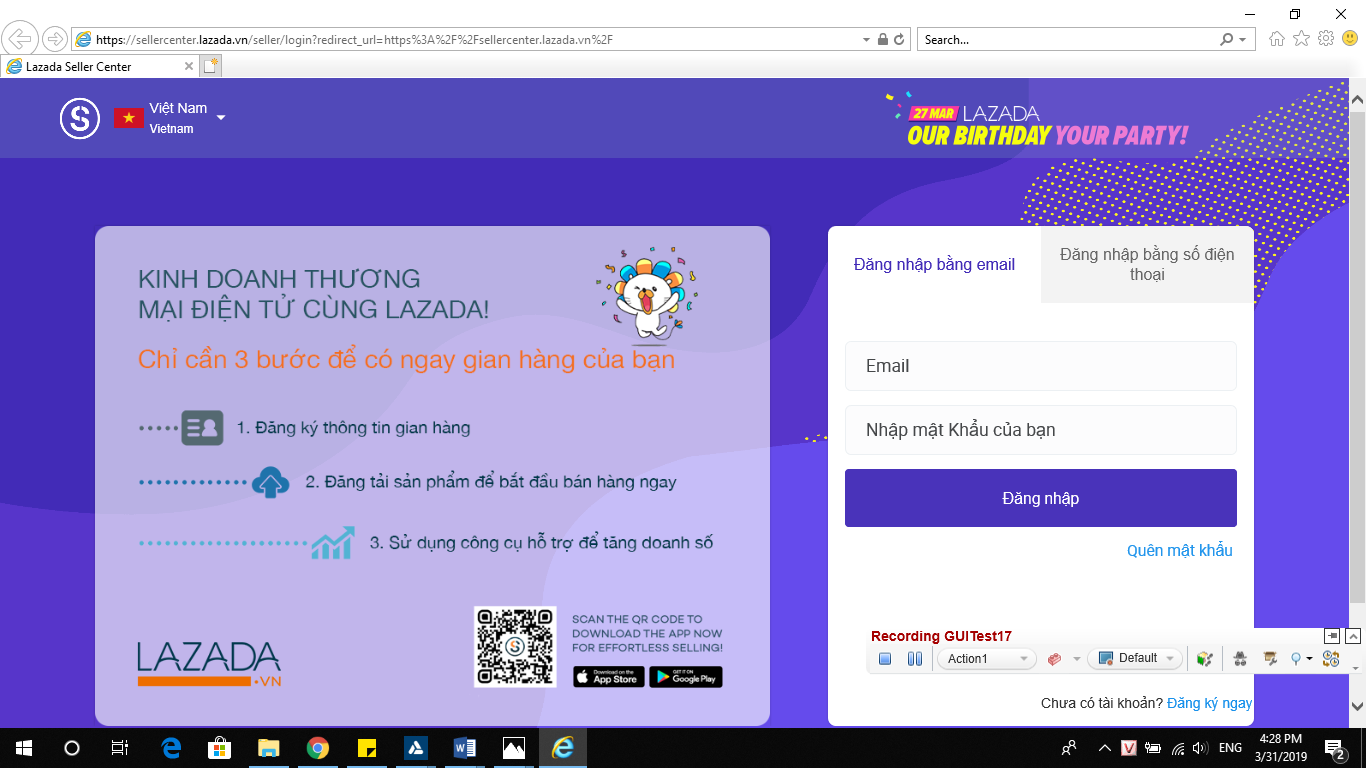 https://sellercenter.lazada.vn/seller/login?redirect_url=https%3A%2F%2Fsellercenter.lazada.vn%2F
Search...
Lazada Seller Center
Việt Nam
Vietnam
27 MAR LAZADA
OUR BIRTHDAY YOUR PARTY!
KINH DOANH THƯƠNG
MẠI ĐIỆN TỬ CÙNG LAZADA!
Chỉ cần 3 bước để có ngay gian hàng của bạn
1. Đăng ký thông tin gian hàng
2. Đăng tải sản phẩm để bắt đầu bán hàng ngay
3. Sử dụng công cụ hỗ trợ để tăng doanh số
LAZADA
.VN
SCAN THE QR CODE TO
DOWNLOAD THE APP NOW
FOR EFFORTLESS SELLING!
Download on the
App Store
GET IT ON
Google Play
Đăng nhập bằng email
Đăng nhập bằng số điện
thoại
Email
Nhập mật Khẩu của bạn
Đăng nhập
Quên mật khẩu
Recording GUITest17
Action1
Default
Chưa có tài khoản? Đăng ký ngay
ENG
4:28 PM
3/31/2019
2